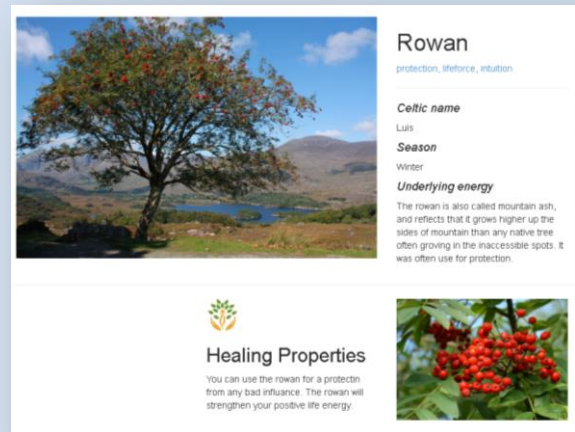 Rowan
protection, lifeforce, intuition
Celtic name
Luis
Season
Winter
Underlying energy
The rowan is also called mountain ash,
and reflects that it grows higher up the
sides of mountain than any native tree
often groving in the inaccessible spots. It
was often use for protection.
Healing Properties
You can use the rowan for a protectin
from any bad influance. The rowan will
strengthen your positive life energy.